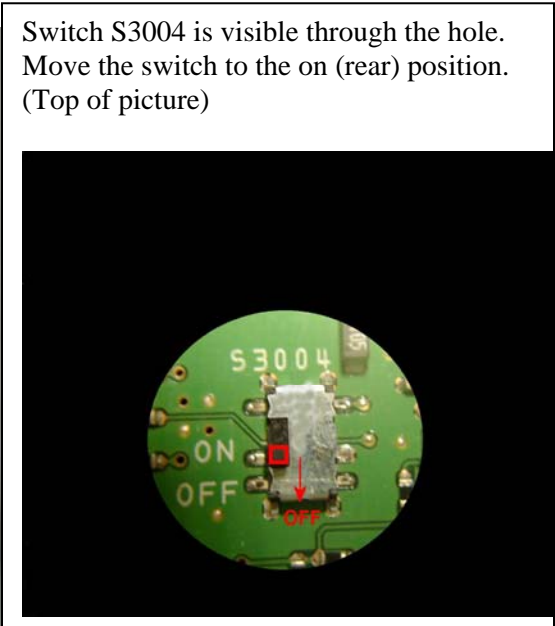 Switch S3004 is visible through the hole.
Move the switch to the on (rear) position.
(Top of picture)
S3004
ON
OFF
OFF